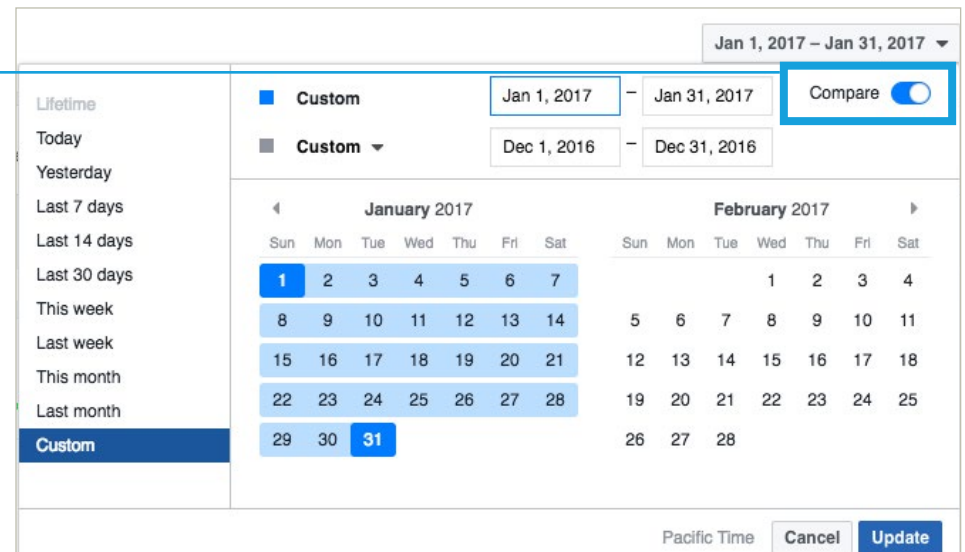 Jan 1, 2017 – Jan 31, 2017
Lifetime
Today
Yesterday
Last 7 days
Last 14 days
Last 30 days
This week
Last week
This month
Last month
Custom
Custom Jan 1, 2017 – Jan 31, 2017 Compare
Custom Dec 1, 2016 – Dec 31, 2016
January 2017
Sun Mon Tue Wed Thu Fri Sat
1 2 3 4 5 6 7
8 9 10 11 12 13 14
15 16 17 18 19 20 21
22 23 24 25 26 27 28
29 30 31
February 2017
Sun Mon Tue Wed Thu Fri Sat
1 2 3 4
5 6 7 8 9 10 11
12 13 14 15 16 17 18
19 20 21 22 23 24 25
26 27 28
Pacific Time Cancel Update